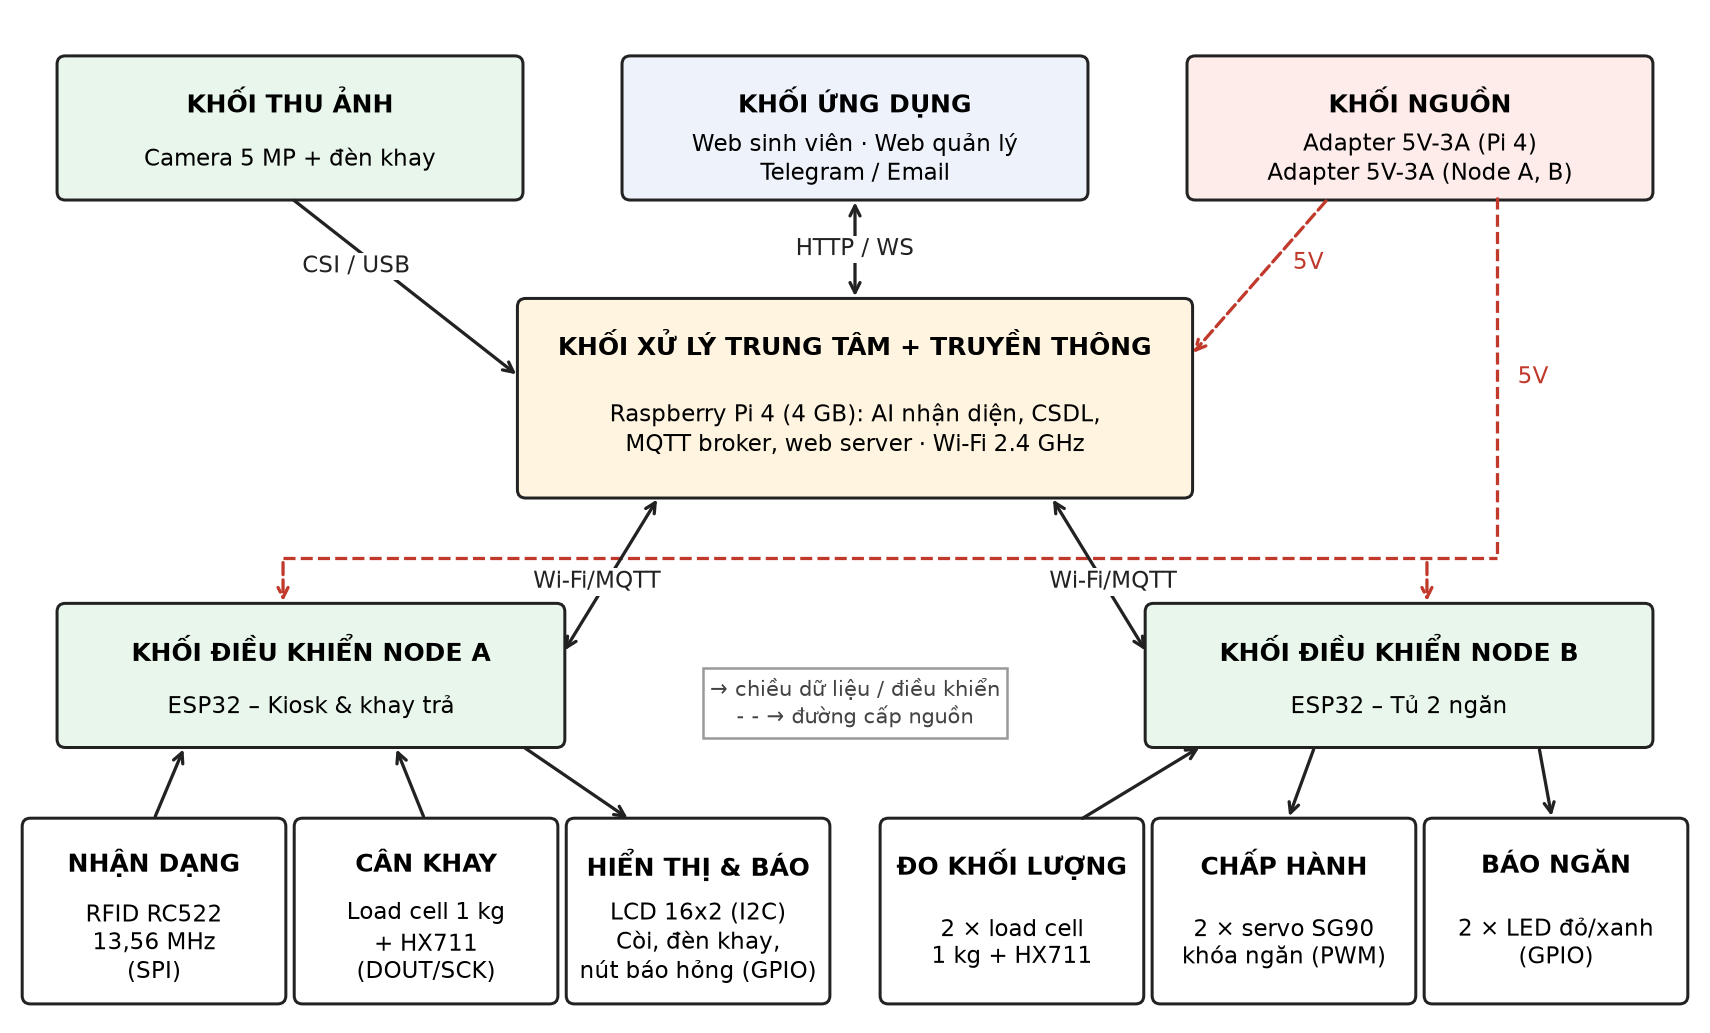 KHỐI THU ẢNH
Camera 5 MP + đèn khay
KHỐI ỨNG DỤNG
Web sinh viên · Web quản lý
Telegram / Email
KHỐI NGUỒN
Adapter 5V-3A (Pi 4)
Adapter 5V-3A (Node A, B)
CSI / USB
HTTP / WS
5V
5V
KHỐI XỬ LÝ TRUNG TÂM + TRUYỀN THÔNG
Raspberry Pi 4 (4 GB): AI nhận diện, CSDL,
MQTT broker, web server · Wi-Fi 2.4 GHz
Wi-Fi/MQTT
Wi-Fi/MQTT
KHỐI ĐIỀU KHIỂN NODE A
ESP32 – Kiosk & khay trả
→ chiều dữ liệu / điều khiển
- - → đường cấp nguồn
KHỐI ĐIỀU KHIỂN NODE B
ESP32 – Tủ 2 ngăn
NHẬN DẠNG
RFID RC522
13,56 MHz
(SPI)
CÂN KHAY
Load cell 1 kg
+ HX711
(DOUT/SCK)
HIỂN THỊ & BÁO
LCD 16x2 (I2C)
Còi, đèn khay,
nút báo hỏng (GPIO)
ĐO KHỐI LƯỢNG
2 × load cell
1 kg + HX711
CHẤP HÀNH
2 × servo SG90
khóa ngăn (PWM)
BÁO NGĂN
2 × LED đỏ/xanh
(GPIO)